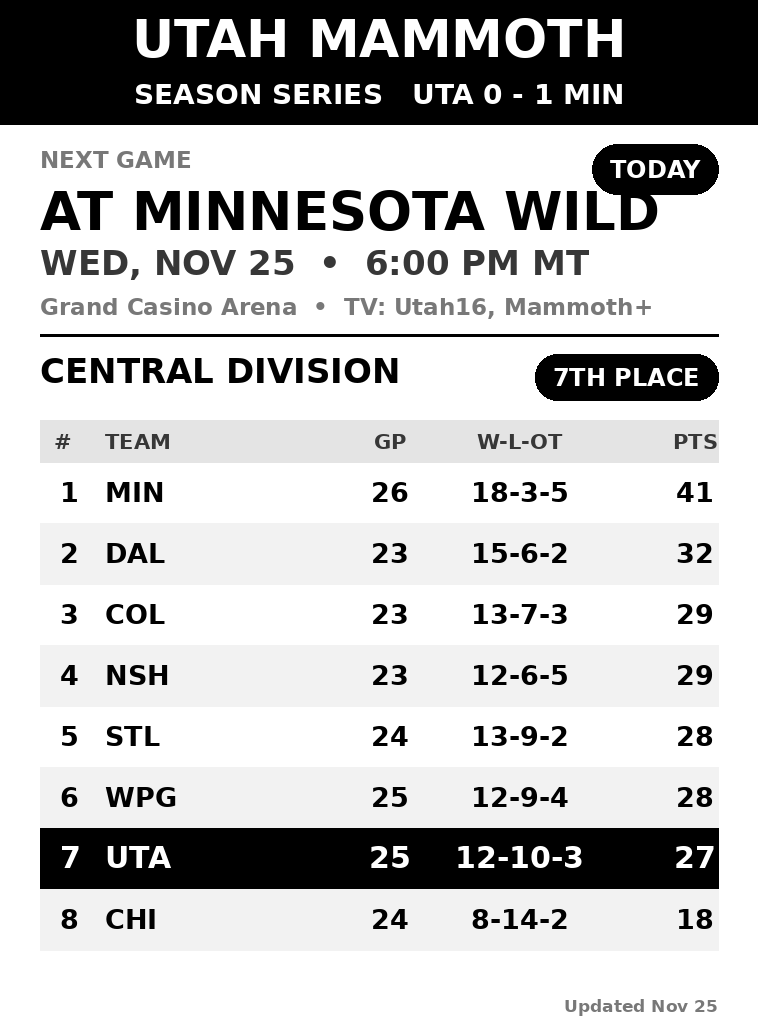 UTAH MAMMOTH
SEASON SERIES UTA 0 - 1 MIN
NEXT GAME
TODAY
AT MINNESOTA WILD
WED, NOV 25 • 6:00 PM MT
Grand Casino Arena • TV: Utah16, Mammoth+
CENTRAL DIVISION
7TH PLACE
# TEAM GP W-L-OT PTS
1 MIN 26 18-3-5 41
2 DAL 23 15-6-2 32
3 COL 23 13-7-3 29
4 NSH 23 12-6-5 29
5 STL 24 13-9-2 28
6 WPG 25 12-9-4 28
7 UTA 25 12-10-3 27
8 CHI 24 8-14-2 18
Updated Nov 25